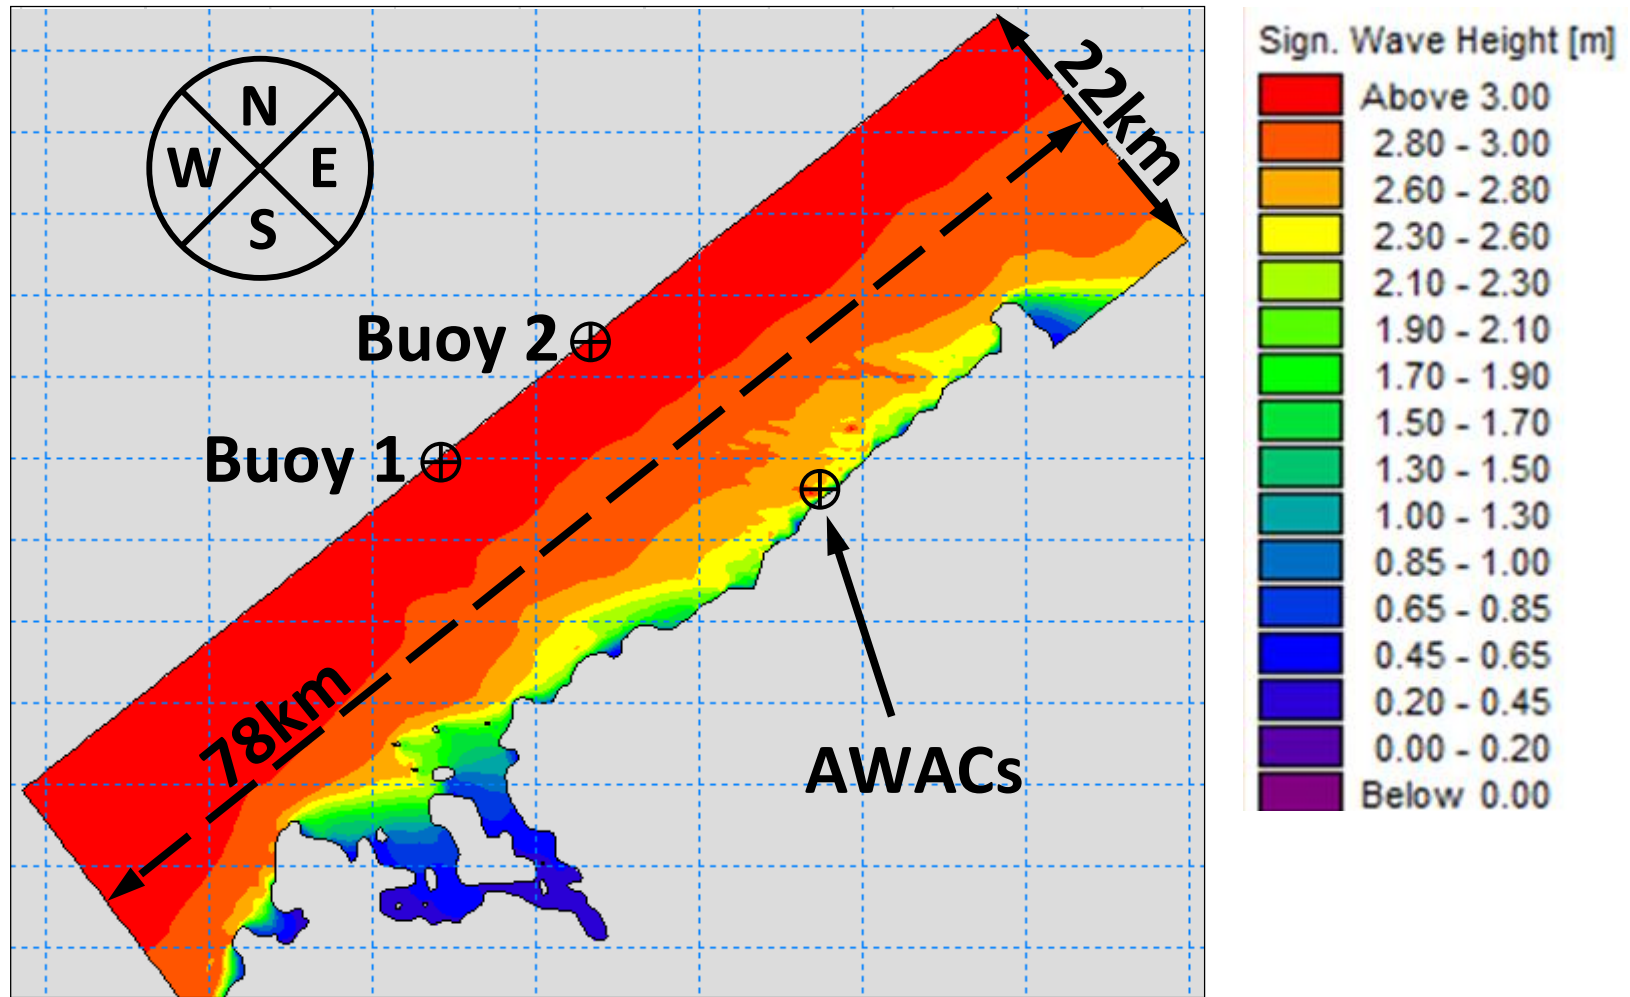 N
W E
S
22km
Buoy 2
Buoy 1
78km
AWACs
Sign. Wave Height [m]
Above 3.00
2.80 - 3.00
2.60 - 2.80
2.30 - 2.60
2.10 - 2.30
1.90 - 2.10
1.70 - 1.90
1.50 - 1.70
1.30 - 1.50
1.00 - 1.30
0.85 - 1.00
0.65 - 0.85
0.45 - 0.65
0.20 - 0.45
0.00 - 0.20
Below 0.00